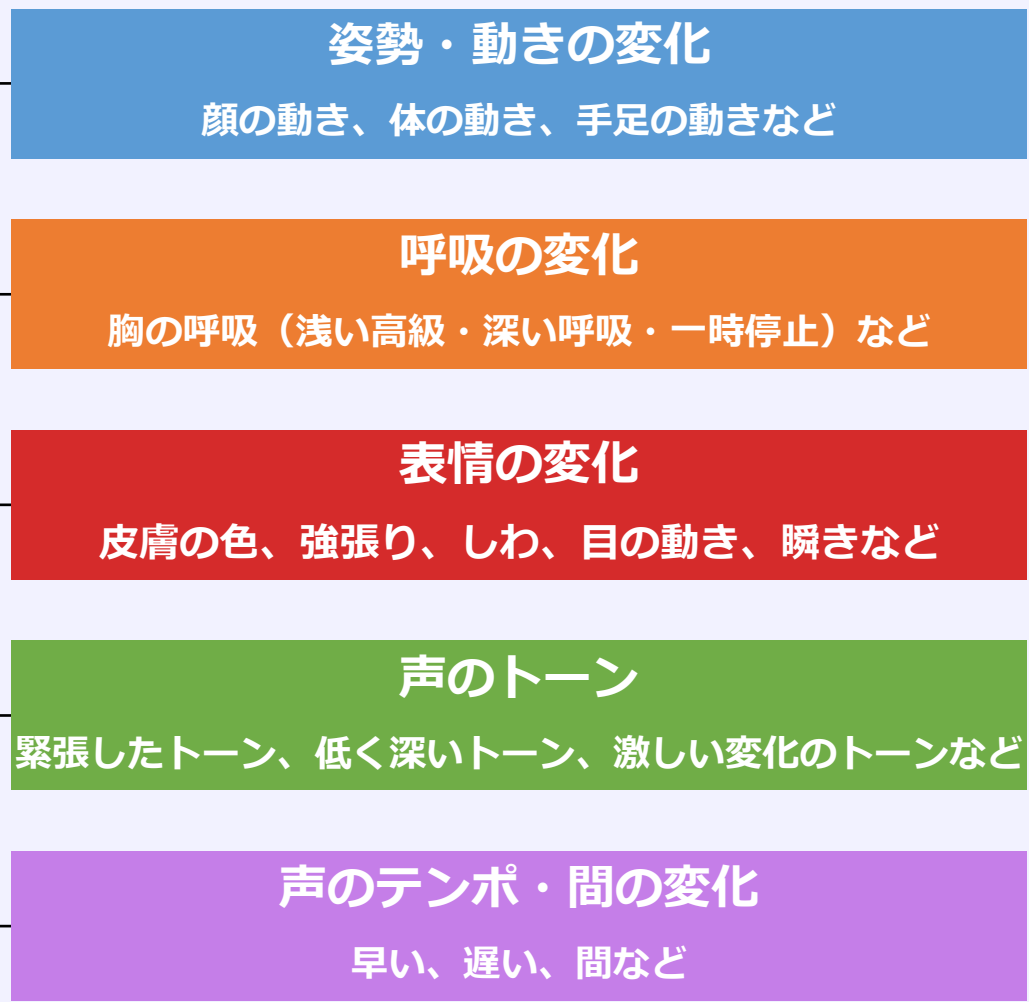 姿勢・動きの変化
顔の動き、体の動き、手足の動きなど
呼吸の変化
胸の呼吸（浅い高級・深い呼吸・一時停止）など
表情の変化
皮膚の色、強張り、しわ、目の動き、瞬きなど
声のトーン
緊張したトーン、低く深いトーン、激しい変化のトーンなど
声のテンポ・間の変化
早い、遅い、間など